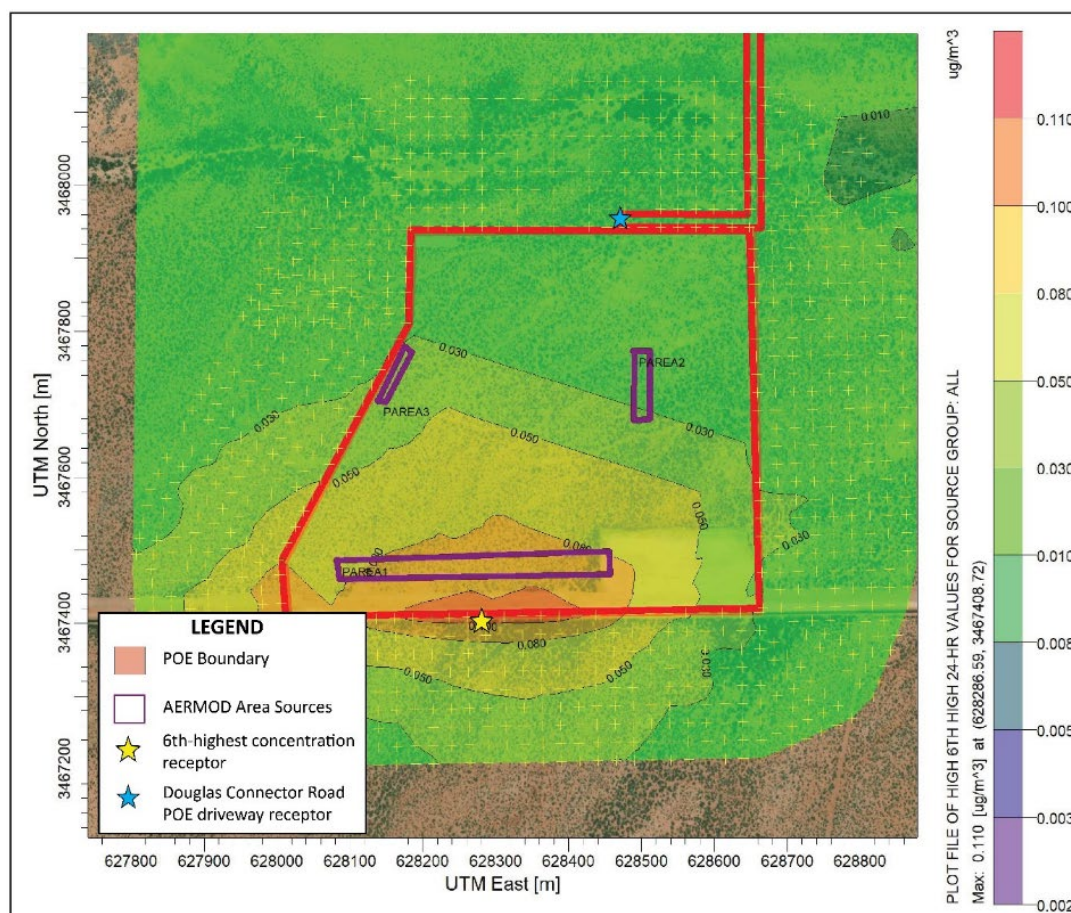 ug/m^3
0.110
0.100
0.080
0.050
0.030
0.010
0.008
0.005
0.003
0.002
PLOT FILE OF HIGH 6TH HIGH 24-HR VALUES FOR SOURCE GROUP: ALL
Max: 0.110 [ug/m^3] at (628286.59, 3467408.72)
UTM North [m]
3468000
3467800
3467600
3467400
3467200
0.010
0.030
PAREA2
PAREA3
0.030
0.030
0.050
0.050
0.050
0.030
0.080
PAREA1
0.080
0.050
0.030
LEGEND
POE Boundary
AERMOD Area Sources
6th-highest concentration
receptor
Douglas Connector Road
POE driveway receptor
627800 627900 628000 628100 628200 628300 628400 628500 628600 628700 628800
UTM East [m]